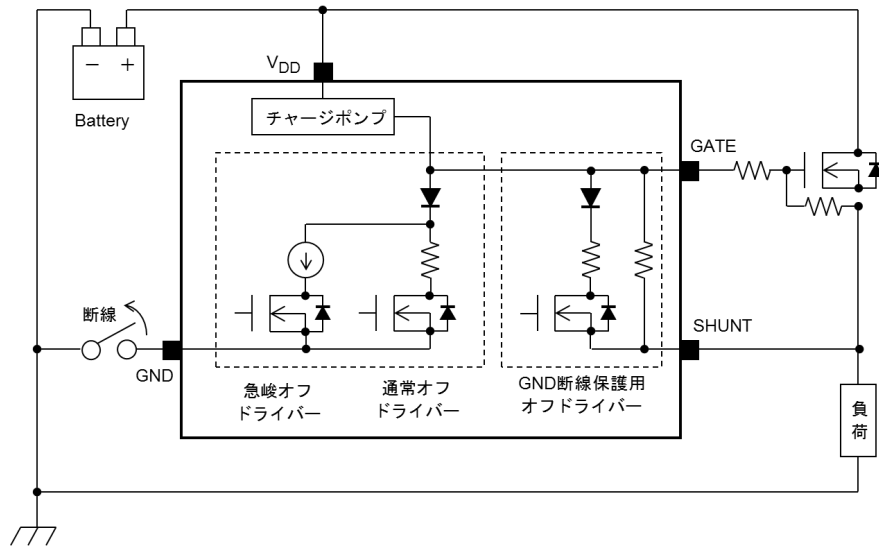 − +
Battery
VDD
チャージポンプ
GATE
断線
GND
SHUNT
急峻オフ
ドライバー
通常オフ
ドライバー
GND断線保護用
オフドライバー
負荷